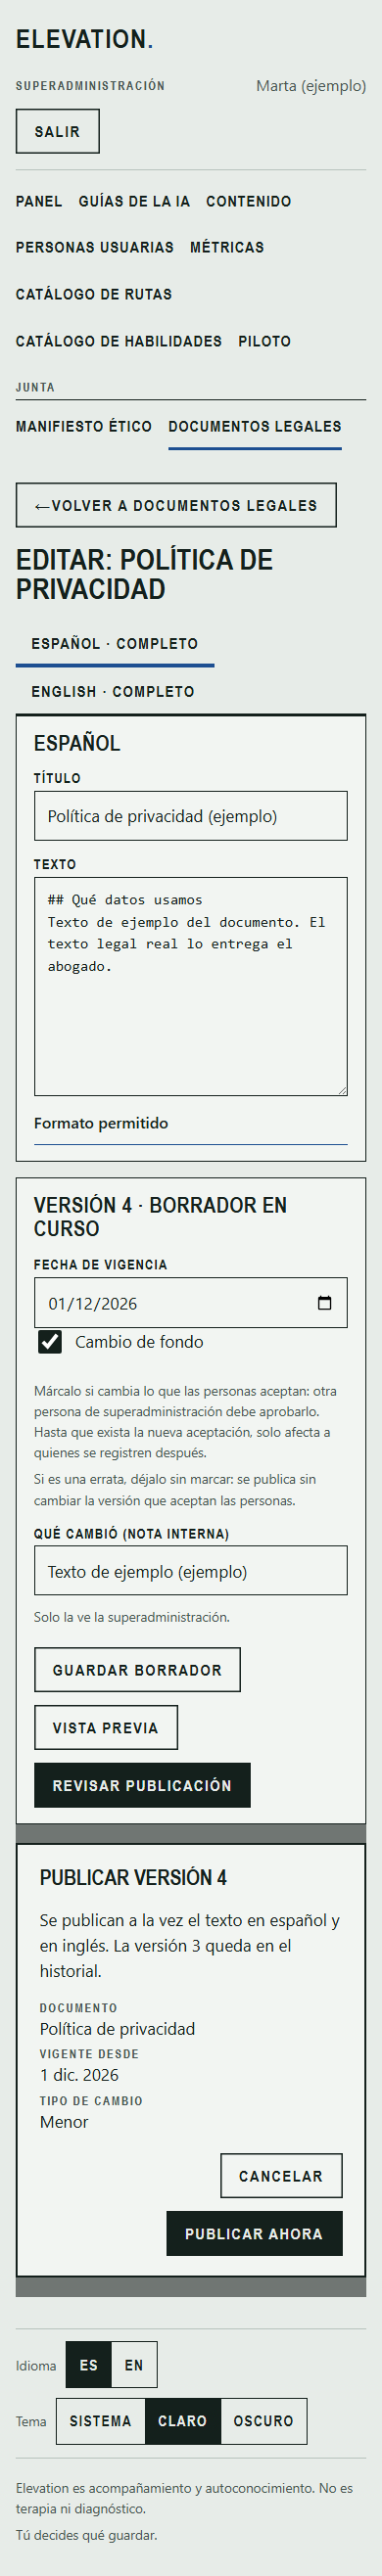 ELEVATION.
SUPERADMINISTRACIÓN Marta (ejemplo)
SALIR
PANEL GUÍAS DE LA IA CONTENIDO
PERSONAS USUARIAS MÉTRICAS
CATÁLOGO DE RUTAS
CATÁLOGO DE HABILIDADES PILOTO
JUNTA
MANIFIESTO ÉTICO DOCUMENTOS LEGALES
←VOLVER A DOCUMENTOS LEGALES
EDITAR: POLÍTICA DE
PRIVACIDAD
ESPAÑOL · COMPLETO
ENGLISH · COMPLETO
ESPAÑOL
TÍTULO
Política de privacidad (ejemplo)
TEXTO
## Qué datos usamos
Texto de ejemplo del documento. El
texto legal real lo entrega el
abogado.
Formato permitido
VERSIÓN 4 · BORRADOR EN
CURSO
FECHA DE VIGENCIA
01/12/2026
Cambio de fondo
Márcalo si cambia lo que las personas aceptan: otra
persona de superadministración debe aprobarlo.
Hasta que exista la nueva aceptación, solo afecta a
quienes se registren después.
Si es una errata, déjalo sin marcar: se publica sin
cambiar la versión que aceptan las personas.
QUÉ CAMBIÓ (NOTA INTERNA)
Texto de ejemplo (ejemplo)
Solo la ve la superadministración.
GUARDAR BORRADOR
VISTA PREVIA
REVISAR PUBLICACIÓN
PUBLICAR VERSIÓN 4
Se publican a la vez el texto en español y
en inglés. La versión 3 queda en el
historial.
DOCUMENTO
Política de privacidad
VIGENTE DESDE
1 dic. 2026
TIPO DE CAMBIO
Menor
CANCELAR
PUBLICAR AHORA
Idioma ES EN
Tema SISTEMA CLARO OSCURO
Elevation es acompañamiento y autoconocimiento. No es
terapia ni diagnóstico.
Tú decides qué guardar.